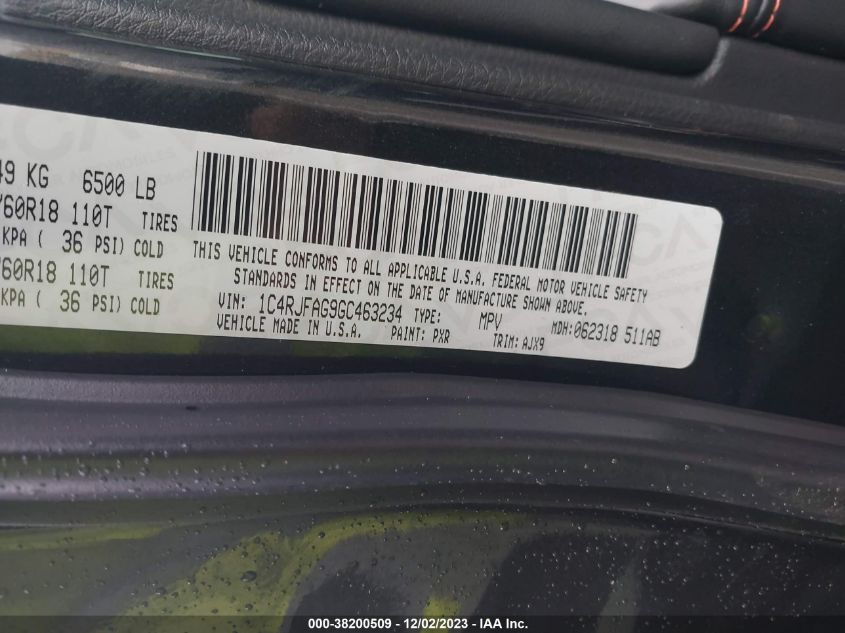 49 KG 6500 LB
/60R18 110T TIRES
KPA ( 36 PSI) COLD
/60R18 110T TIRES
KPA ( 36 PSI) COLD
THIS VEHICLE CONFORMS TO ALL APPLICABLE U.S.A. FEDERAL MOTOR VEHICLE SAFETY
STANDARDS IN EFFECT ON THE DATE OF MANUFACTURE SHOWN ABOVE.
VIN: 1C4RJFAG9GC463234 TYPE: MPV MDH:062318 511AB
VEHICLE MADE IN U.S.A. PAINT: PXR TRIM:AJX9
000-38200509 - 12/02/2023 - IAA Inc.